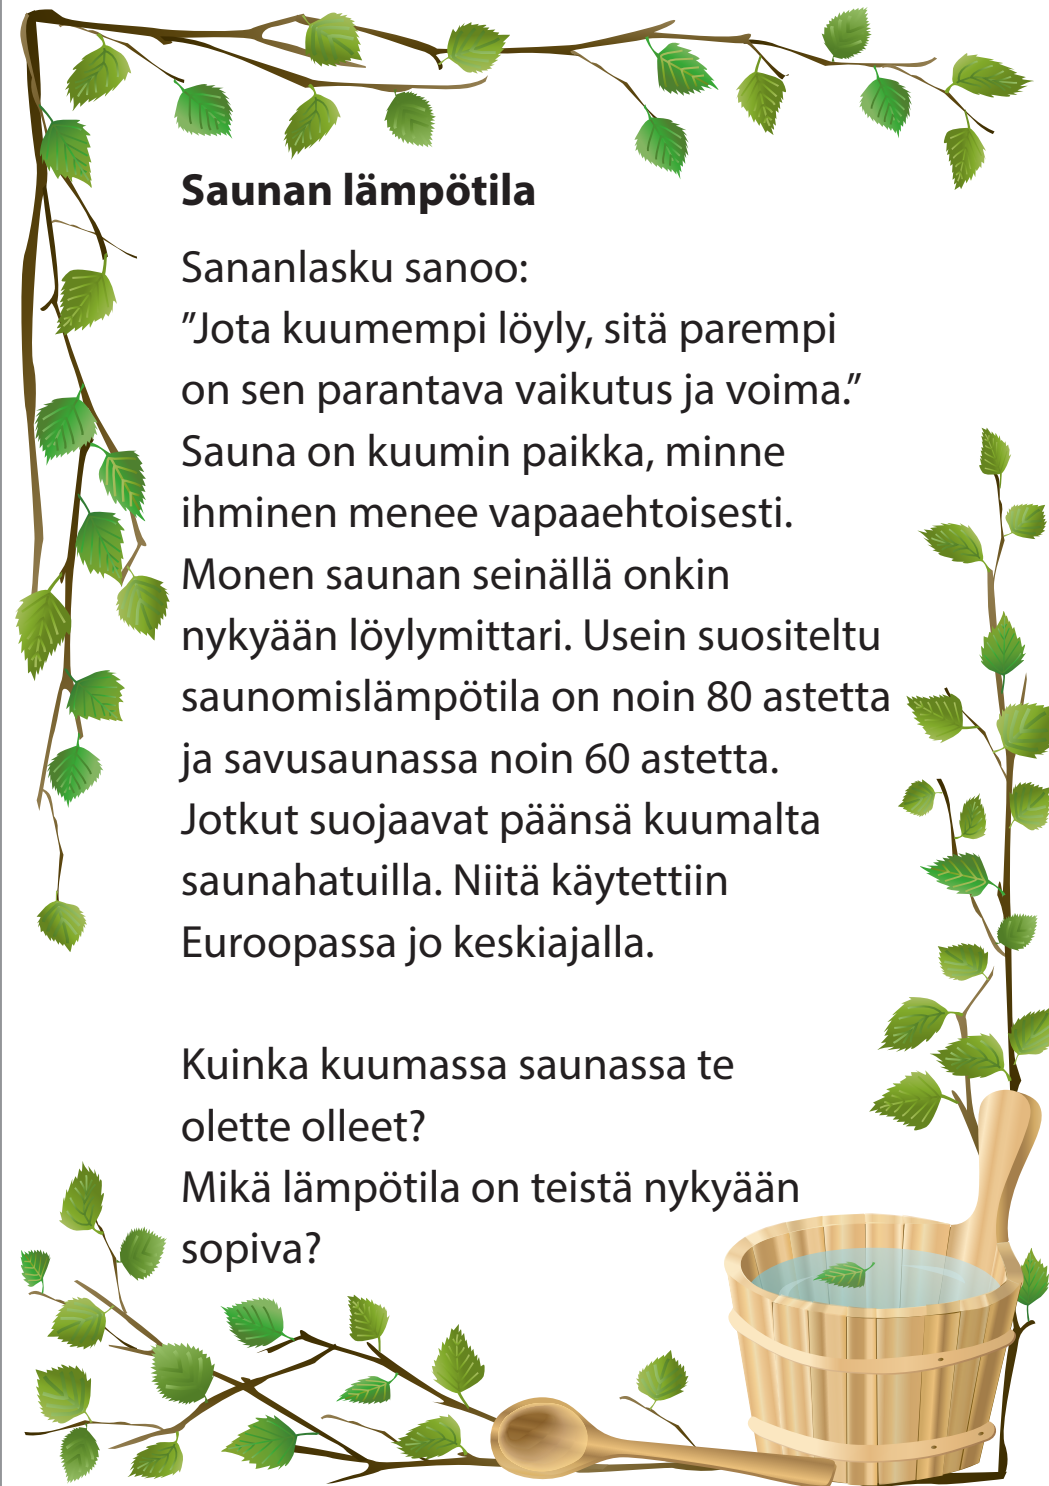 Saunan lämpötila
Sananlasku sanoo:
”Jota kuumempi löyly, sitä parempi
on sen parantava vaikutus ja voima.”
Sauna on kuumin paikka, minne
ihminen menee vapaaehtoisesti.
Monen saunan seinällä onkin
nykyään löylymittari. Usein suositeltu
saunomislämpötila on noin 80 astetta
ja savusaunassa noin 60 astetta.
Jotkut suojaavat päänsä kuumalta
saunahatuilla. Niitä käytettiin
Euroopassa jo keskiajalla.
Kuinka kuumassa saunassa te
olette olleet?
Mikä lämpötila on teistä nykyään
sopiva?